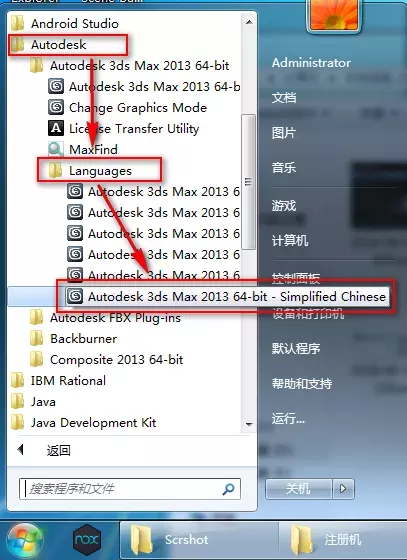 Android Studio
Autodesk
Autodesk 3ds Max 2013 64-bit
Autodesk 3ds Max 2013 6
Change Graphics Mode
License Transfer Utility
MaxFind
Languages
Autodesk 3ds Max 2013 6
Autodesk 3ds Max 2013 6
Autodesk 3ds Max 2013 6
Autodesk 3ds Max 2013 6
Autodesk 3ds Max 2013 6
Autodesk 3ds Max 2013 64-bit - Simplified Chinese
Autodesk FBX Plug-ins
Backburner
Composite 2013 64-bit
IBM Rational
Java
Java Development Kit
返回
搜索程序和文件
Administrator
文档
图片
音乐
游戏
计算机
控制面板
设备和打印机
默认程序
帮助和支持
运行...
关机
nox
Scrshot
注册机